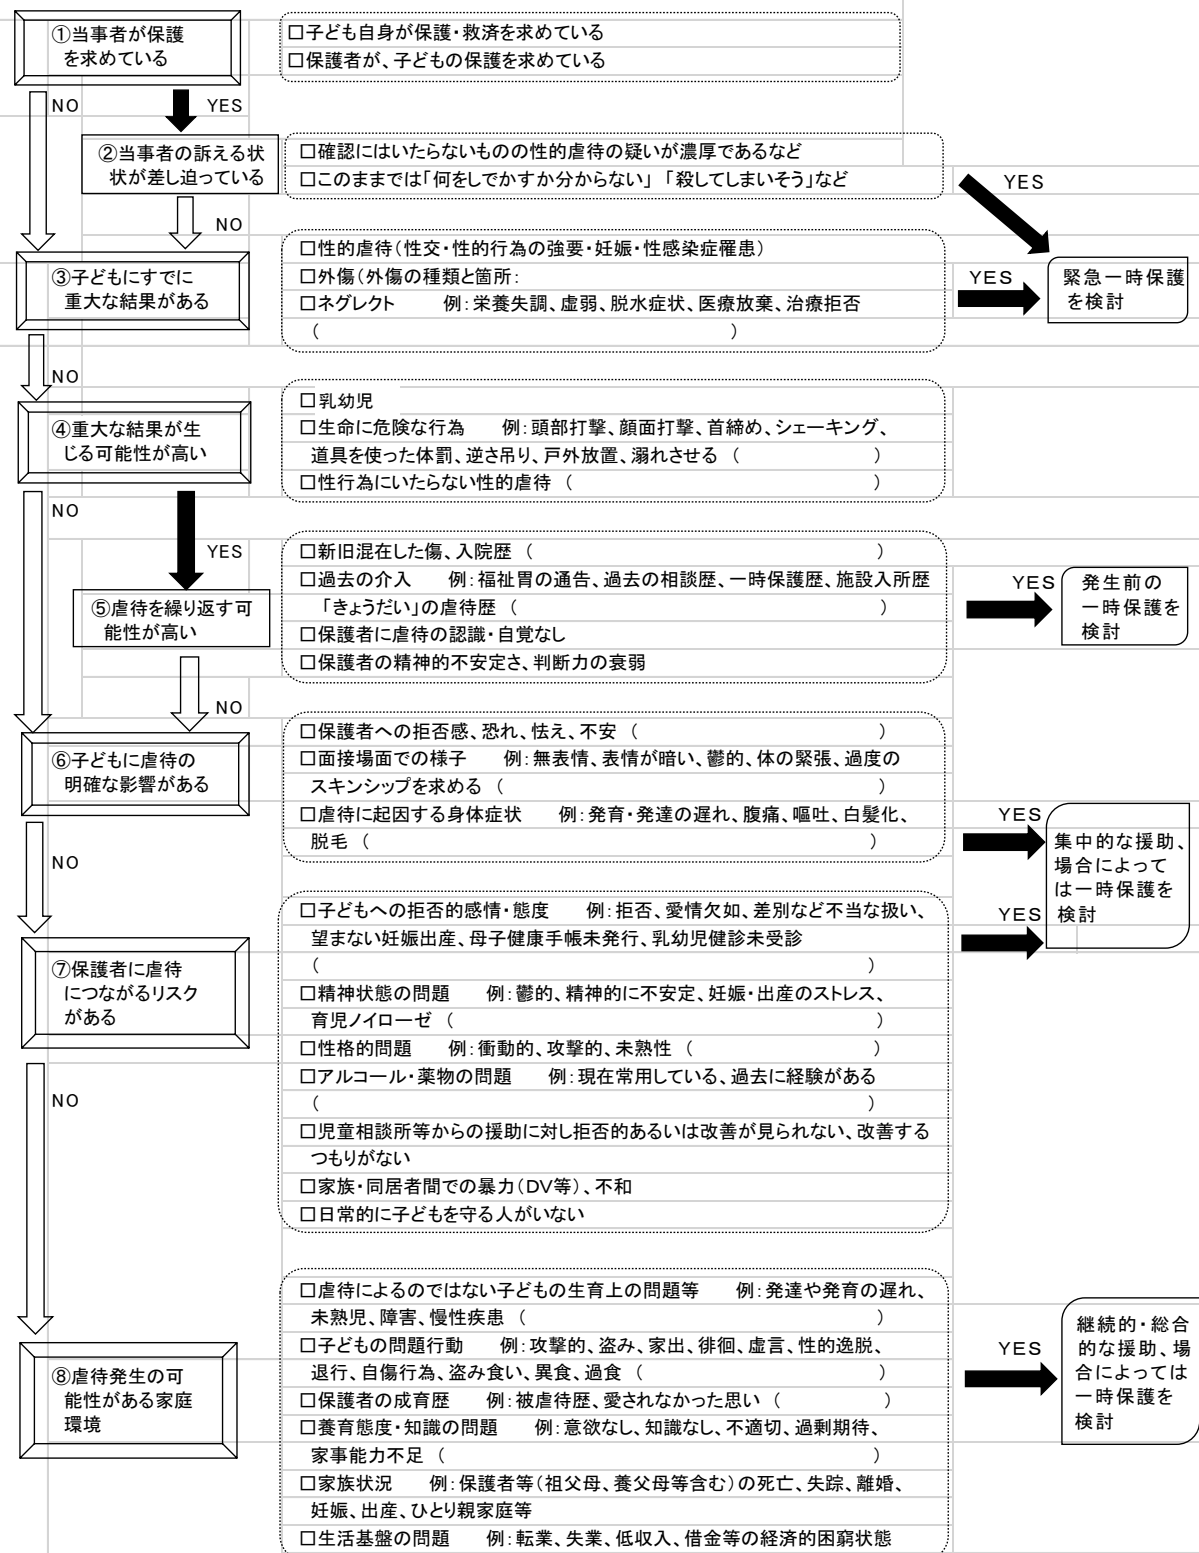 ①当事者が保護
を求めている
□子ども自身が保護・救済を求めている
□保護者が、子どもの保護を求めている
NO
YES
②当事者の訴える状
状が差し迫っている
□確認にはいたらないものの性的虐待の疑いが濃厚であるなど
□このままでは「何をしでかすか分からない」 「殺してしまいそう」など
YES
NO
③子どもにすでに
重大な結果がある
□性的虐待(性交・性的行為の強要・妊娠・性感染症罹患)
□外傷(外傷の種類と箇所:
□ネグレクト 例:栄養失調、虚弱、脱水症状、医療放棄、治療拒否
( )
YES
緊急一時保護
を検討
NO
④重大な結果が生
じる可能性が高い
□乳幼児
□生命に危険な行為 例:頭部打撃、顔面打撃、首締め、シェーキング、
道具を使った体罰、逆さ吊り、戸外放置、溺れさせる ( )
□性行為にいたらない性的虐待 ( )
NO
YES
⑤虐待を繰り返す可
能性が高い
□新旧混在した傷、入院歴 ( )
□過去の介入 例:福祉胃の通告、過去の相談歴、一時保護歴、施設入所歴
「きょうだい」の虐待歴 ( )
□保護者に虐待の認識・自覚なし
□保護者の精神的不安定さ、判断力の衰弱
YES
発生前の
一時保護を
検討
NO
⑥子どもに虐待の
明確な影響がある
□保護者への拒否感、恐れ、怯え、不安 ( )
□面接場面での様子 例:無表情、表情が暗い、鬱的、体の緊張、過度の
スキンシップを求める ( )
□虐待に起因する身体症状 例:発育・発達の遅れ、腹痛、嘔吐、白髪化、
脱毛 ( )
YES
集中的な援助、
場合によって
は一時保護を
検討
NO
⑦保護者に虐待
につながるリスク
がある
□子どもへの拒否的感情・態度 例:拒否、愛情欠如、差別など不当な扱い、
望まない妊娠出産、母子健康手帳未発行、乳幼児健診未受診
( )
□精神状態の問題 例:鬱的、精神的に不安定、妊娠・出産のストレス、
育児ノイローゼ ( )
□性格的問題 例:衝動的、攻撃的、未熟性 ( )
□アルコール・薬物の問題 例:現在常用している、過去に経験がある
( )
□児童相談所等からの援助に対し拒否的あるいは改善が見られない、改善する
つもりがない
□家族・同居者間での暴力(DV等)、不和
□日常的に子どもを守る人がいない
YES
NO
⑧虐待発生の可
能性がある家庭
環境
□虐待によるのではない子どもの生育上の問題等 例:発達や発育の遅れ、
未熟児、障害、慢性疾患 ( )
□子どもの問題行動 例:攻撃的、盗み、家出、徘徊、虚言、性的逸脱、
退行、自傷行為、盗み食い、異食、過食 ( )
□保護者の成育歴 例:被虐待歴、愛されなかった思い ( )
□養育態度・知識の問題 例:意欲なし、知識なし、不適切、過剰期待、
家事能力不足 ( )
□家族状況 例:保護者等(祖父母、養父母等含む)の死亡、失踪、離婚、
妊娠、出産、ひとり親家庭等
□生活基盤の問題 例:転業、失業、低収入、借金等の経済的困窮状態
YES
継続的・総合
的な援助、場
合によっては
一時保護を
検討